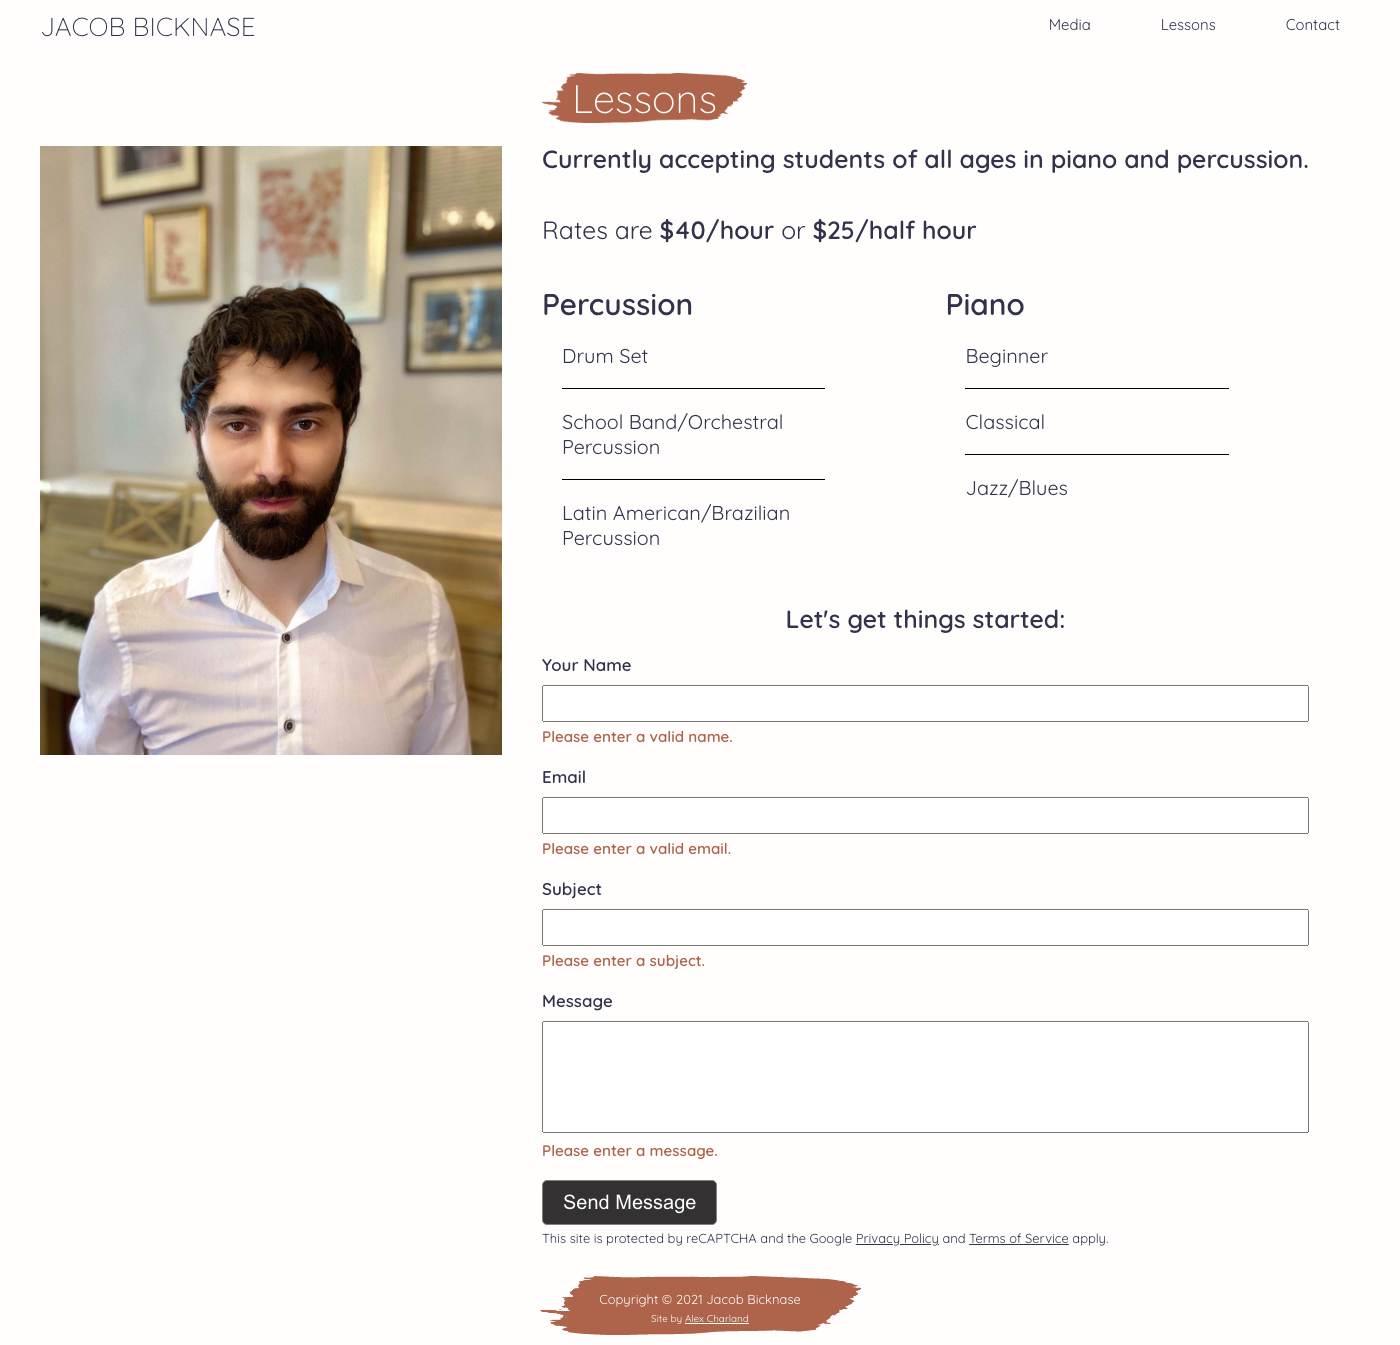 JACOB BICKNASE
Media
Lessons
Contact
Lessons
Currently accepting students of all ages in piano and percussion.
Rates are $40/hour or $25/half hour
Percussion
Drum Set
School Band/Orchestral
Percussion
Latin American/Brazilian
Percussion
Piano
Beginner
Classical
Jazz/Blues
Let's get things started:
Your Name
Please enter a valid name.
Email
Please enter a valid email.
Subject
Please enter a subject.
Message
Please enter a message.
Send Message
This site is protected by reCAPTCHA and the Google Privacy Policy and Terms of Service apply.
Copyright © 2021 Jacob Bicknase
Site by Alex Charland